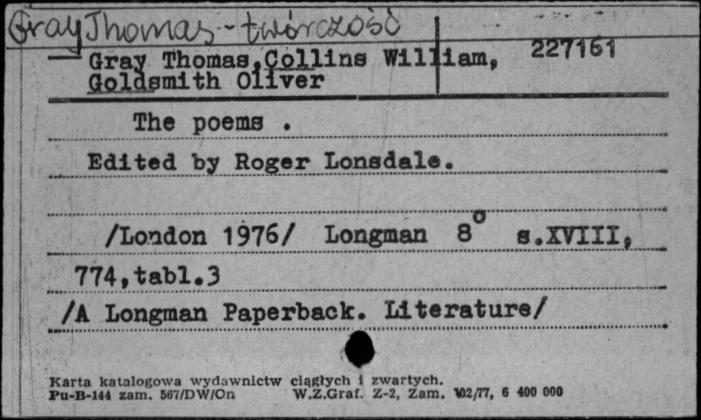 Gray Thomas - twórczość
Gray Thomas,Collins William, 227161
Goldsmith Oliver
The poems .
Edited by Roger Lonsdale.
/London 1976/ Longman 8° s.XVIII,
774,tabl.3
/A Longman Paperback. Literature/
Karta katalogowa wydawnictw ciągłych i zwartych.
Pu-B-144 zam. 567/DW/On W.Z.Graf. Z-2, Zam. 102/77, 6 400 000